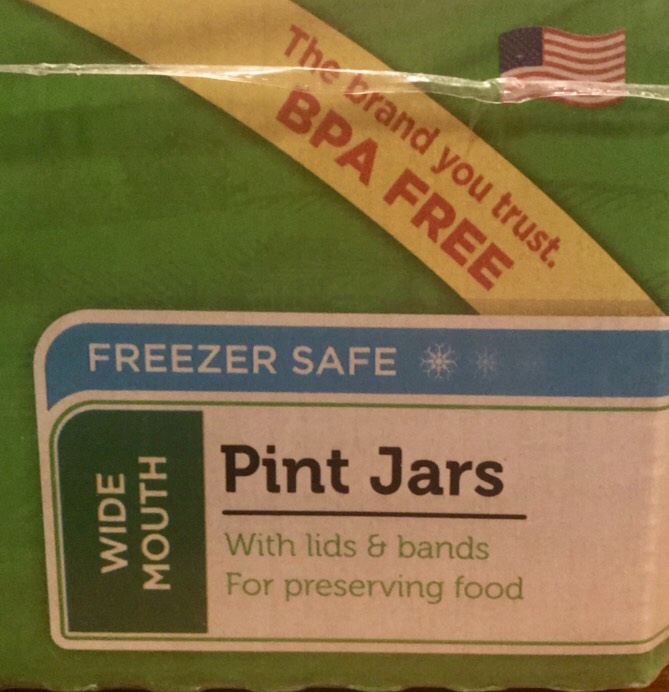 The brand you trust.
BPA FREE
FREEZER SAFE
WIDE
MOUTH
Pint Jars
With lids & bands
For preserving food